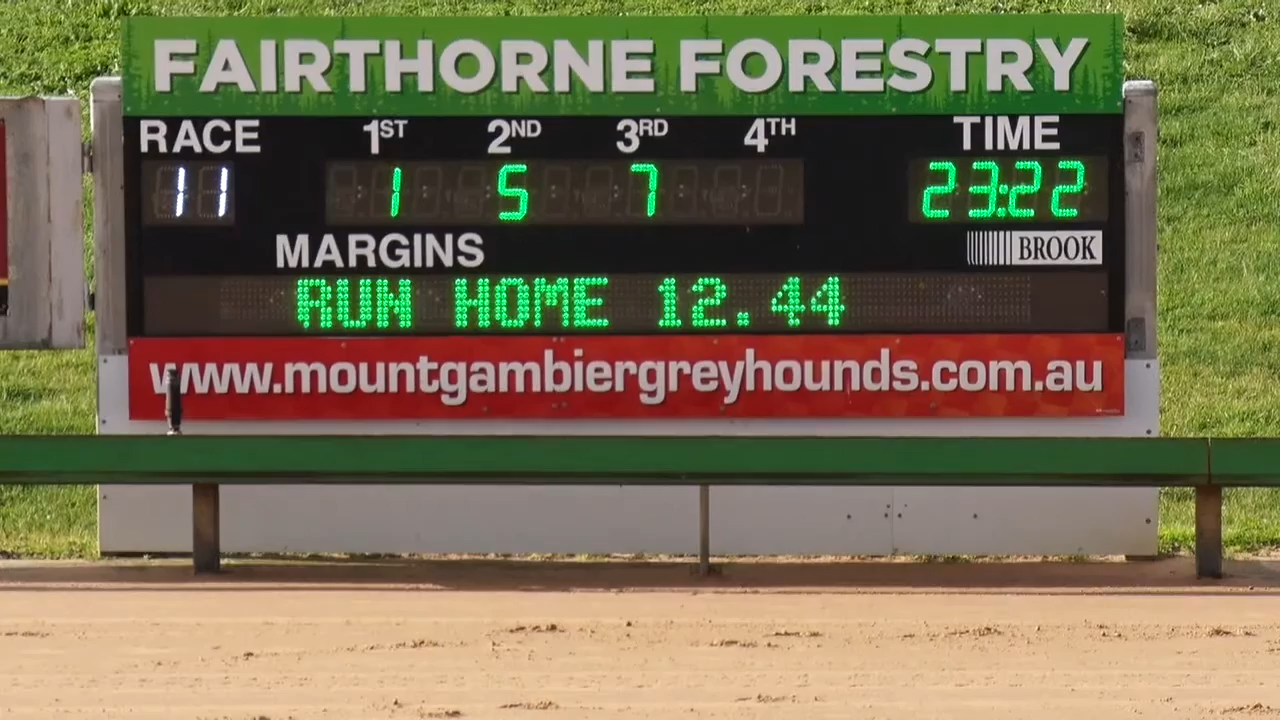 FAIRTHORNE FORESTRY
RACE 1ST 2ND 3RD 4TH TIME
11 1 5 7 23:22
MARGINS BROOK
RUN HOME 12.44
www.mountgambiergreyhounds.com.au